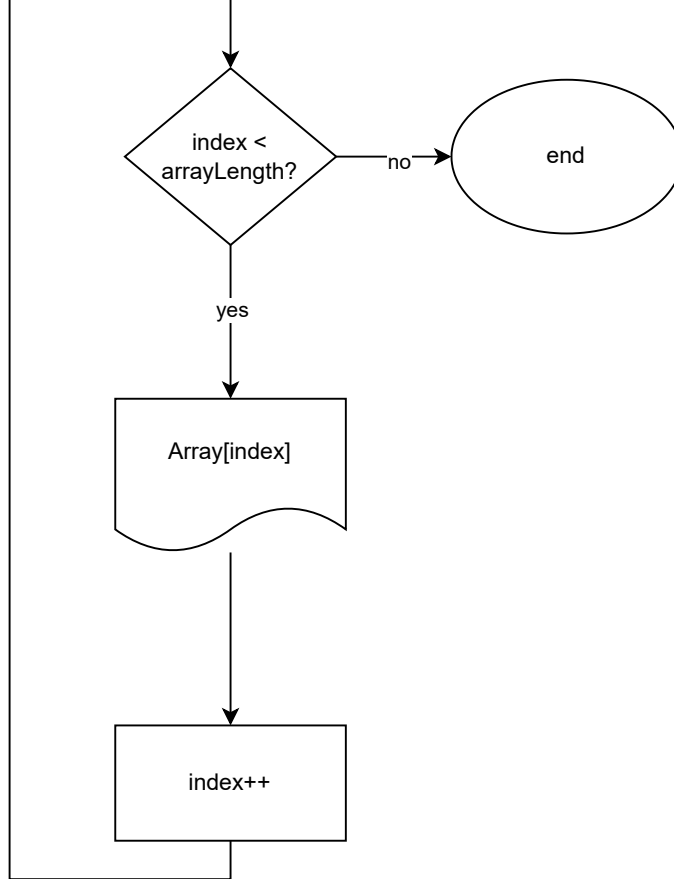 index <
arrayLength?
no
end
yes
Array[index]
index++